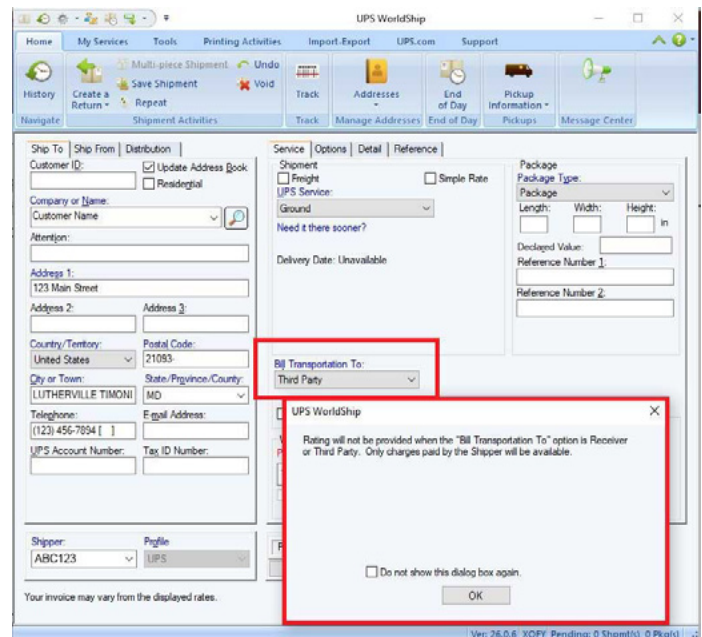 UPS WorldShip
Home My Services Tools Printing Activities Import-Export UPS.com Support
History
Create a Return
Multi-piece Shipment
Save Shipment
Repeat
Undo
Void
Track
Addresses
End of Day
Pickup Information
Navigate Shipment Activities Track Manage Addresses End of Day Pickups Message Center
Ship To Ship From Distribution
Customer ID:
Update Address Book
Residential
Company or Name:
Customer Name
Attention:
Address 1:
123 Main Street
Address 2: Address 3:
Country/Territory: Postal Code:
United States 21093-
City or Town: State/Province/County:
LUTHERVILLE TIMONI MD
Telephone: E-mail Address:
(123) 456-7894 [ ]
UPS Account Number: Tax ID Number:
Shipper: Profile
ABC123 UPS
Your invoice may vary from the displayed rates.
Service Options Detail Reference
Shipment
Freight Simple Rate
UPS Service:
Ground
Need it there sooner?
Delivery Date: Unavailable
Package
Package Type:
Package
Length: Width: Height:
in
Declared Value:
Reference Number 1:
Reference Number 2:
Bill Transportation To:
Third Party
UPS WorldShip
Rating will not be provided when the "Bill Transportation To" option is Receiver
or Third Party. Only charges paid by the Shipper will be available.
Do not show this dialog box again.
OK
Ver: 26.0.6 XOFY Pending: 0 Shpmt(s) 0 Pkg(s)